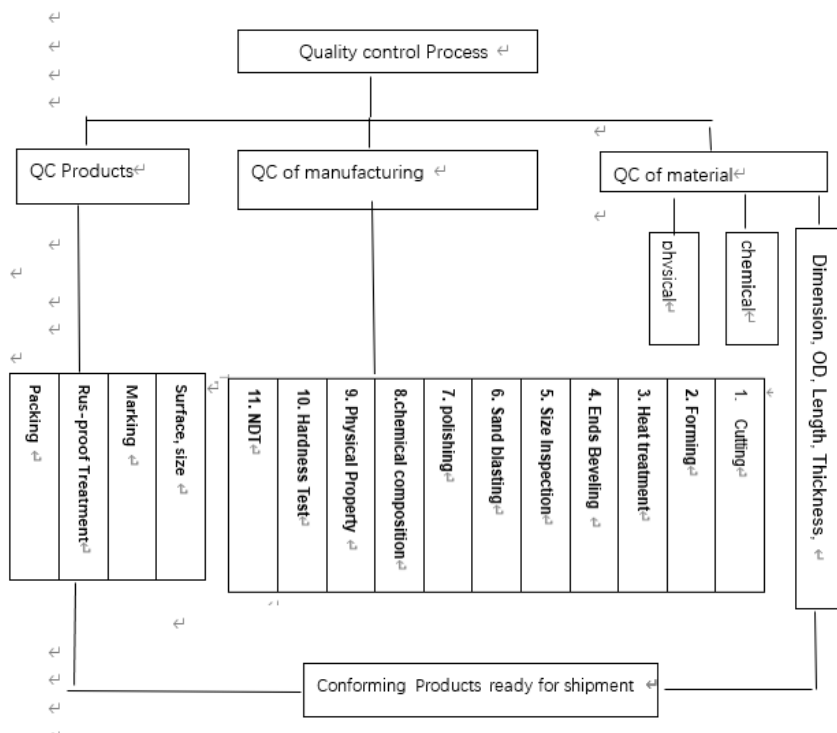 Quality control Process
QC Products
QC of manufacturing
QC of material
physical
chemical
Dimension, OD, Length, Thickness,
Surface, size
Marking
Rus-proof Treatment
Packing
1. Cutting
2. Forming
3. Heat treatment
4. Ends Beveling
5. Size Inspection
6. Sand blasting
7. polishing
8.chemical composition
9. Physical Property
10. Hardness Test
11. NDT
Conforming Products ready for shipment